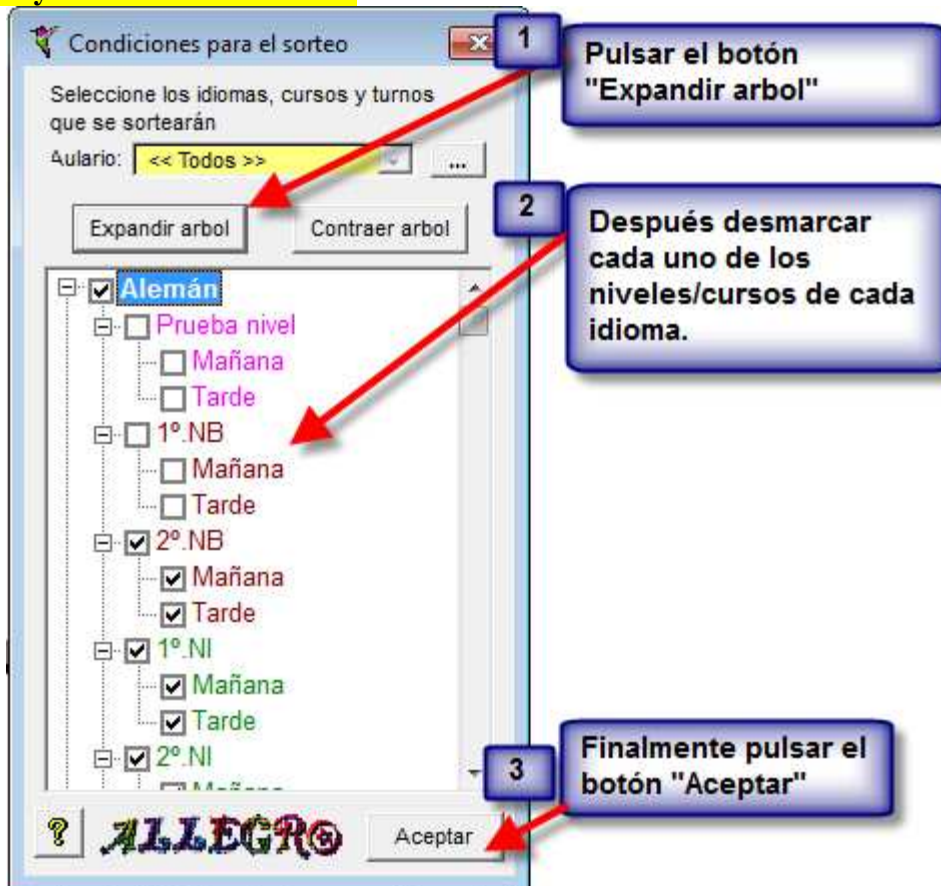 Condiciones para el sorteo
Seleccione los idiomas, cursos y turnos
que se sortearán
Aulario: << Todos >> ...
Expandir arbol Contraer arbol
Alemán
Prueba nivel
Mañana
Tarde
1º.NB
Mañana
Tarde
2º.NB
Mañana
Tarde
1º.NI
Mañana
Tarde
2º.NI
Mañana
? ALLEGRO Aceptar
1
Pulsar el botón
"Expandir arbol"
2
Después desmarcar
cada uno de los
niveles/cursos de cada
idioma.
3
Finalmente pulsar el
botón "Aceptar"